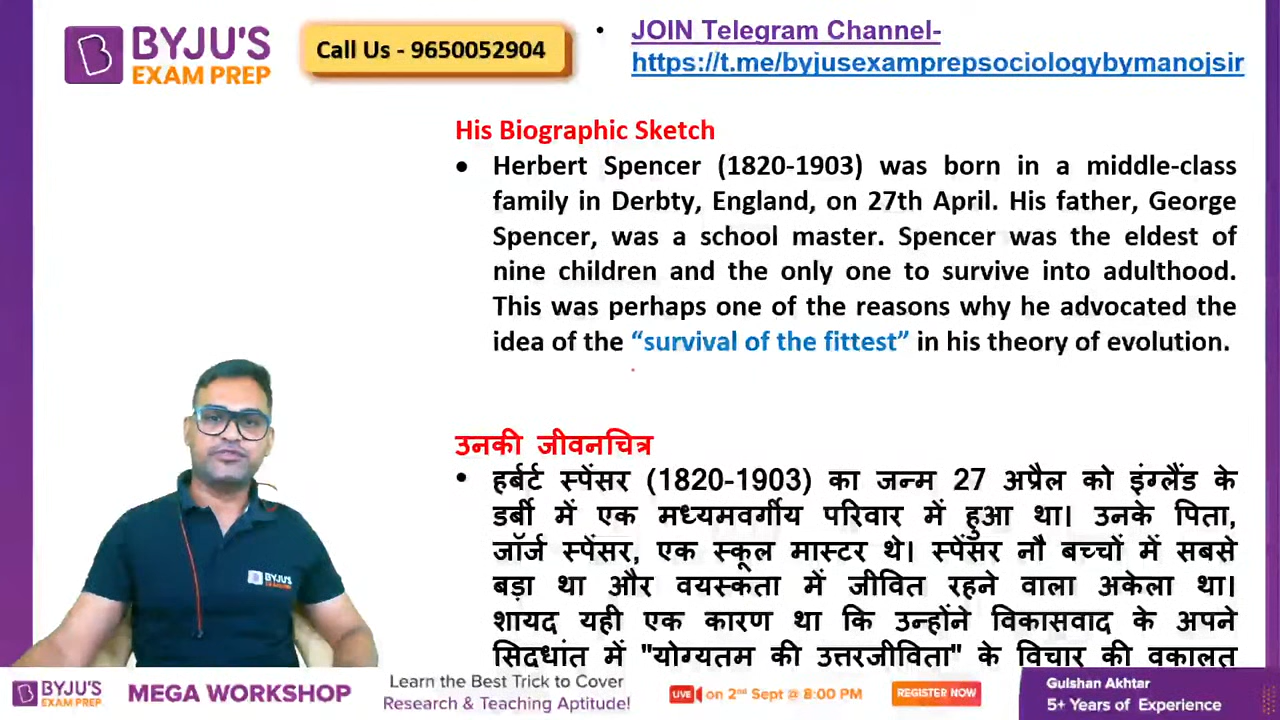 BYJU'S
EXAM PREP
Call Us - 9650052904
• JOIN Telegram Channel-
https://t.me/byjusexamprepsociologybymanojsir
His Biographic Sketch
• Herbert Spencer (1820-1903) was born in a middle-class
family in Derbty, England, on 27th April. His father, George
Spencer, was a school master. Spencer was the eldest of
nine children and the only one to survive into adulthood.
This was perhaps one of the reasons why he advocated the
idea of the “survival of the fittest” in his theory of evolution.
उनकी जीवनचित्र
• हर्बर्ट स्पेंसर (1820-1903) का जन्म 27 अप्रैल को इंग्लैंड के
डर्बी में एक मध्यमवर्गीय परिवार में हुआ था। उनके पिता,
जॉर्ज स्पेंसर, एक स्कूल मास्टर थे। स्पेंसर नौ बच्चों में सबसे
बड़ा था और वयस्कता में जीवित रहने वाला अकेला था।
शायद यही एक कारण था कि उन्होंने विकासवाद के अपने
सिद्धांत में "योग्यतम की उत्तरजीविता" के विचार की वकालत
BYJU'S
EXAM PREP
BYJU'S
EXAM PREP
MEGA WORKSHOP
Learn the Best Trick to Cover
Research & Teaching Aptitude!
LIVE on 2nd Sept @ 8:00 PM
REGISTER NOW
Gulshan Akhtar
5+ Years of Experience